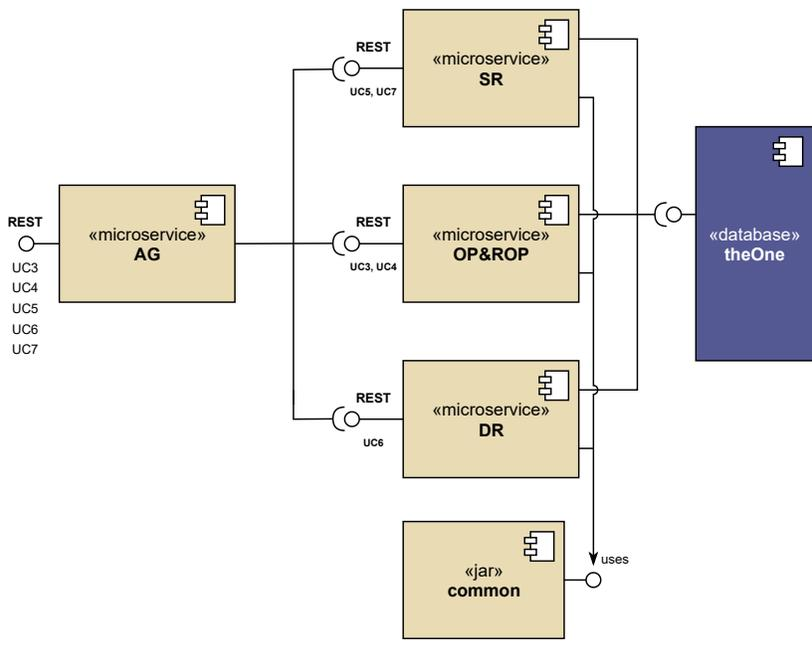 REST
UC3
UC4
UC5
UC6
UC7
«microservice»
AG
REST
UC5, UC7
«microservice»
SR
REST
UC3, UC4
«microservice»
OP&ROP
REST
UC6
«microservice»
DR
«database»
theOne
«jar»
common
uses